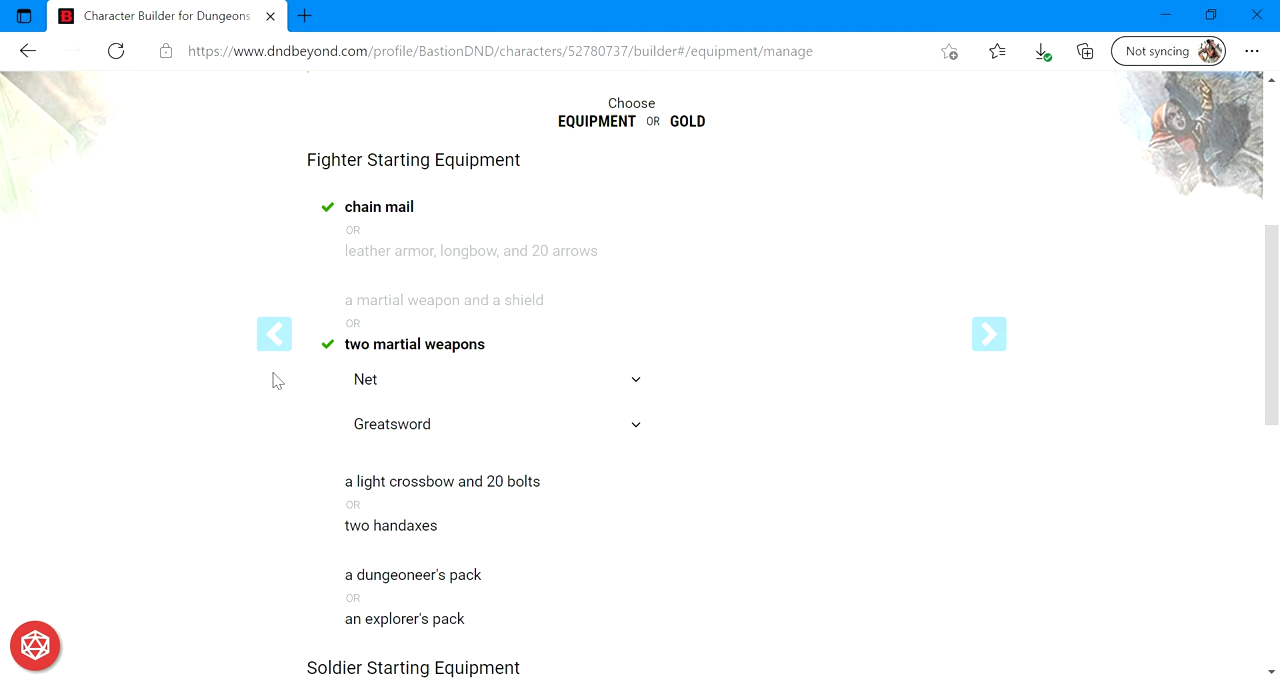 Character Builder for Dungeons
https://www.dndbeyond.com/profile/BastionDND/characters/52780737/builder#/equipment/manage
Not syncing
Choose
EQUIPMENT OR GOLD
Fighter Starting Equipment
chain mail
OR
leather armor, longbow, and 20 arrows
a martial weapon and a shield
OR
two martial weapons
Net
Greatsword
a light crossbow and 20 bolts
OR
two handaxes
a dungeoneer's pack
OR
an explorer's pack
Soldier Starting Equipment